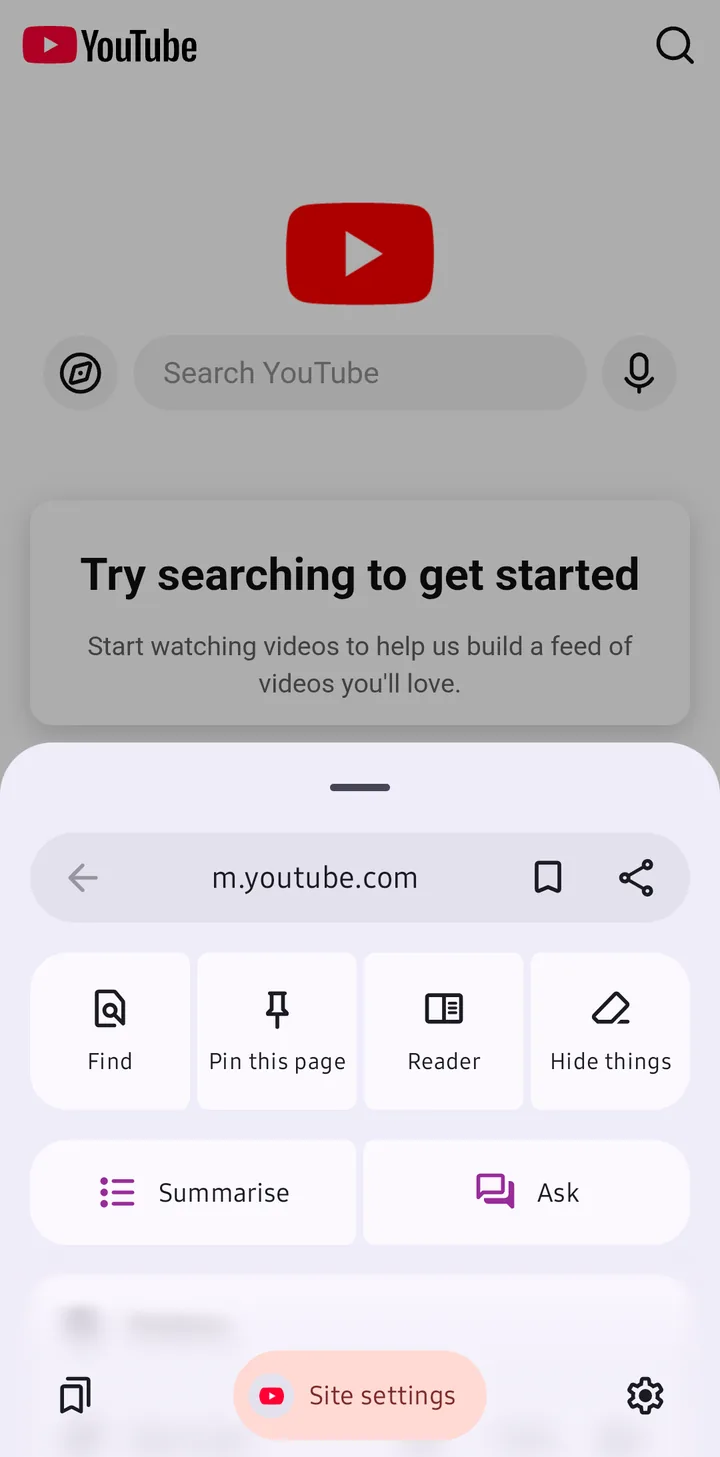 YouTube
Search YouTube
Try searching to get started
Start watching videos to help us build a feed of
videos you'll love.
m.youtube.com
Find
Pin this page
Reader
Hide things
Summarise
Ask
Site settings